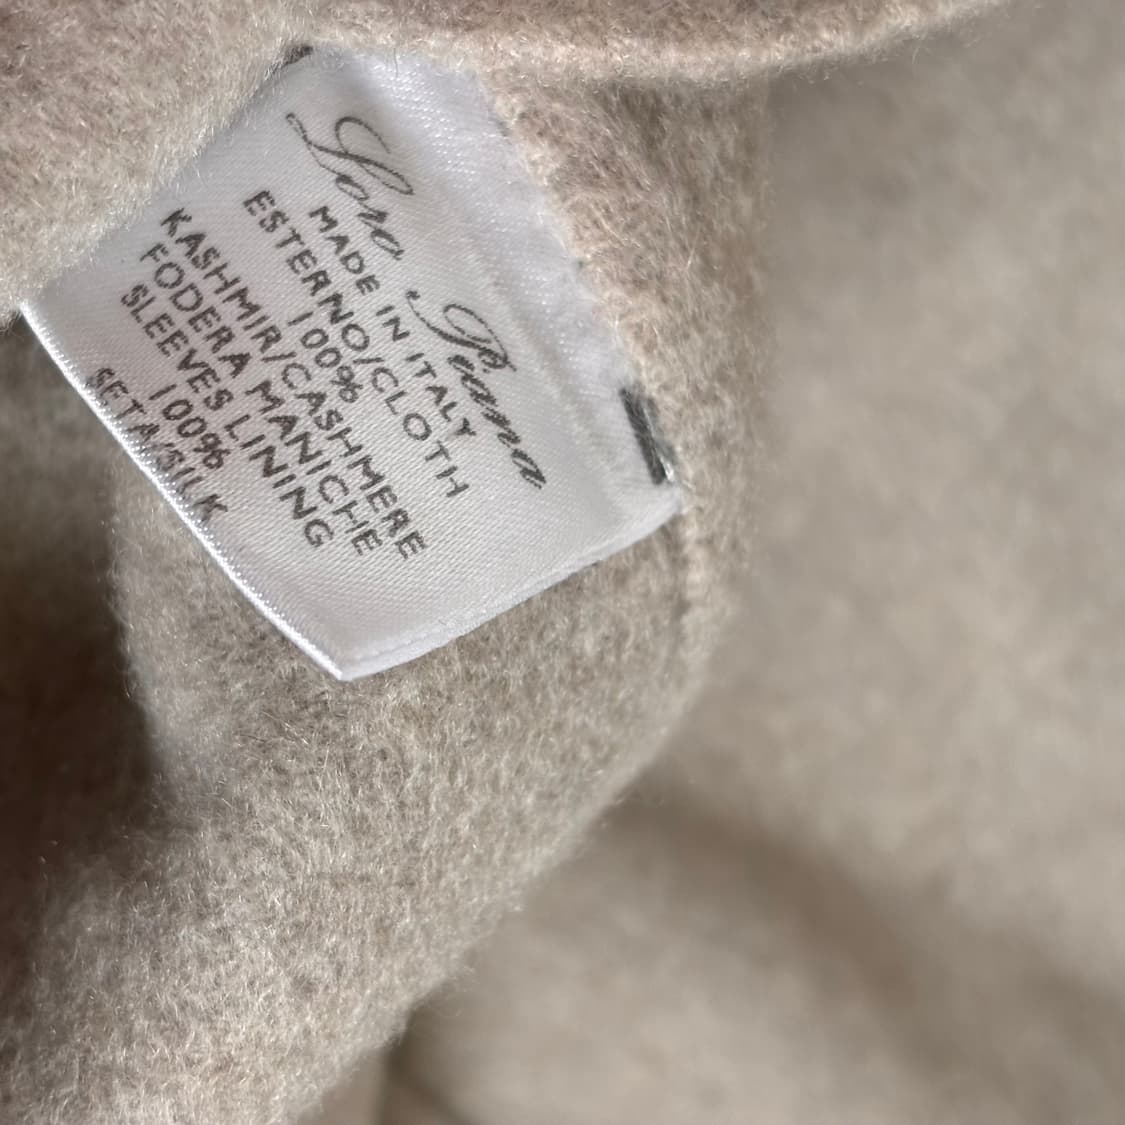 Loro Piana
MADE IN ITALY
ESTERNO/CLOTH
100%
KASHMIR/CASHMERE
FODERA MANICHE
SLEEVES LINING
100%
SETA/SILK